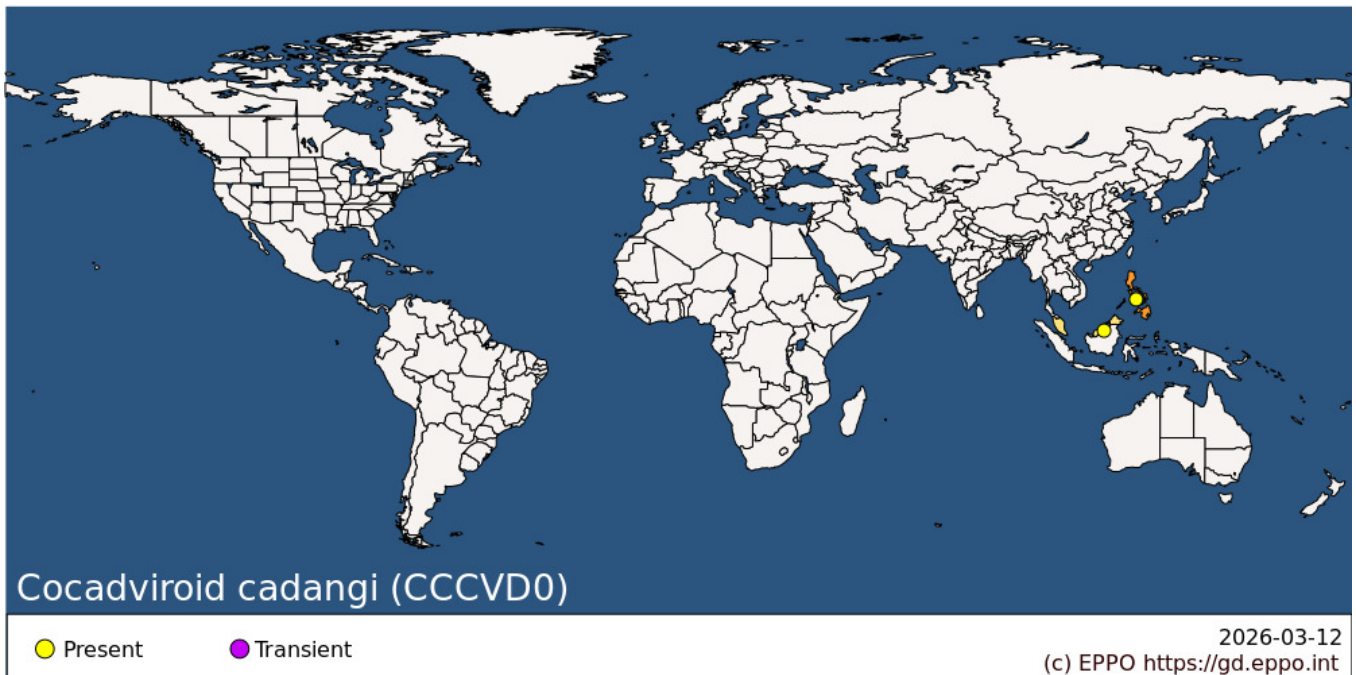 Cocadviroid cadangi (CCCVD0)
Present
Transient
2026-03-12
(c) EPPO https://gd.eppo.int